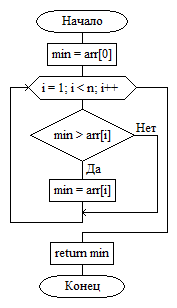 Начало
min = arr[0]
i = 1; i < n; i++
min > arr[i]
Нет
Да
min = arr[i]
return min
Конец